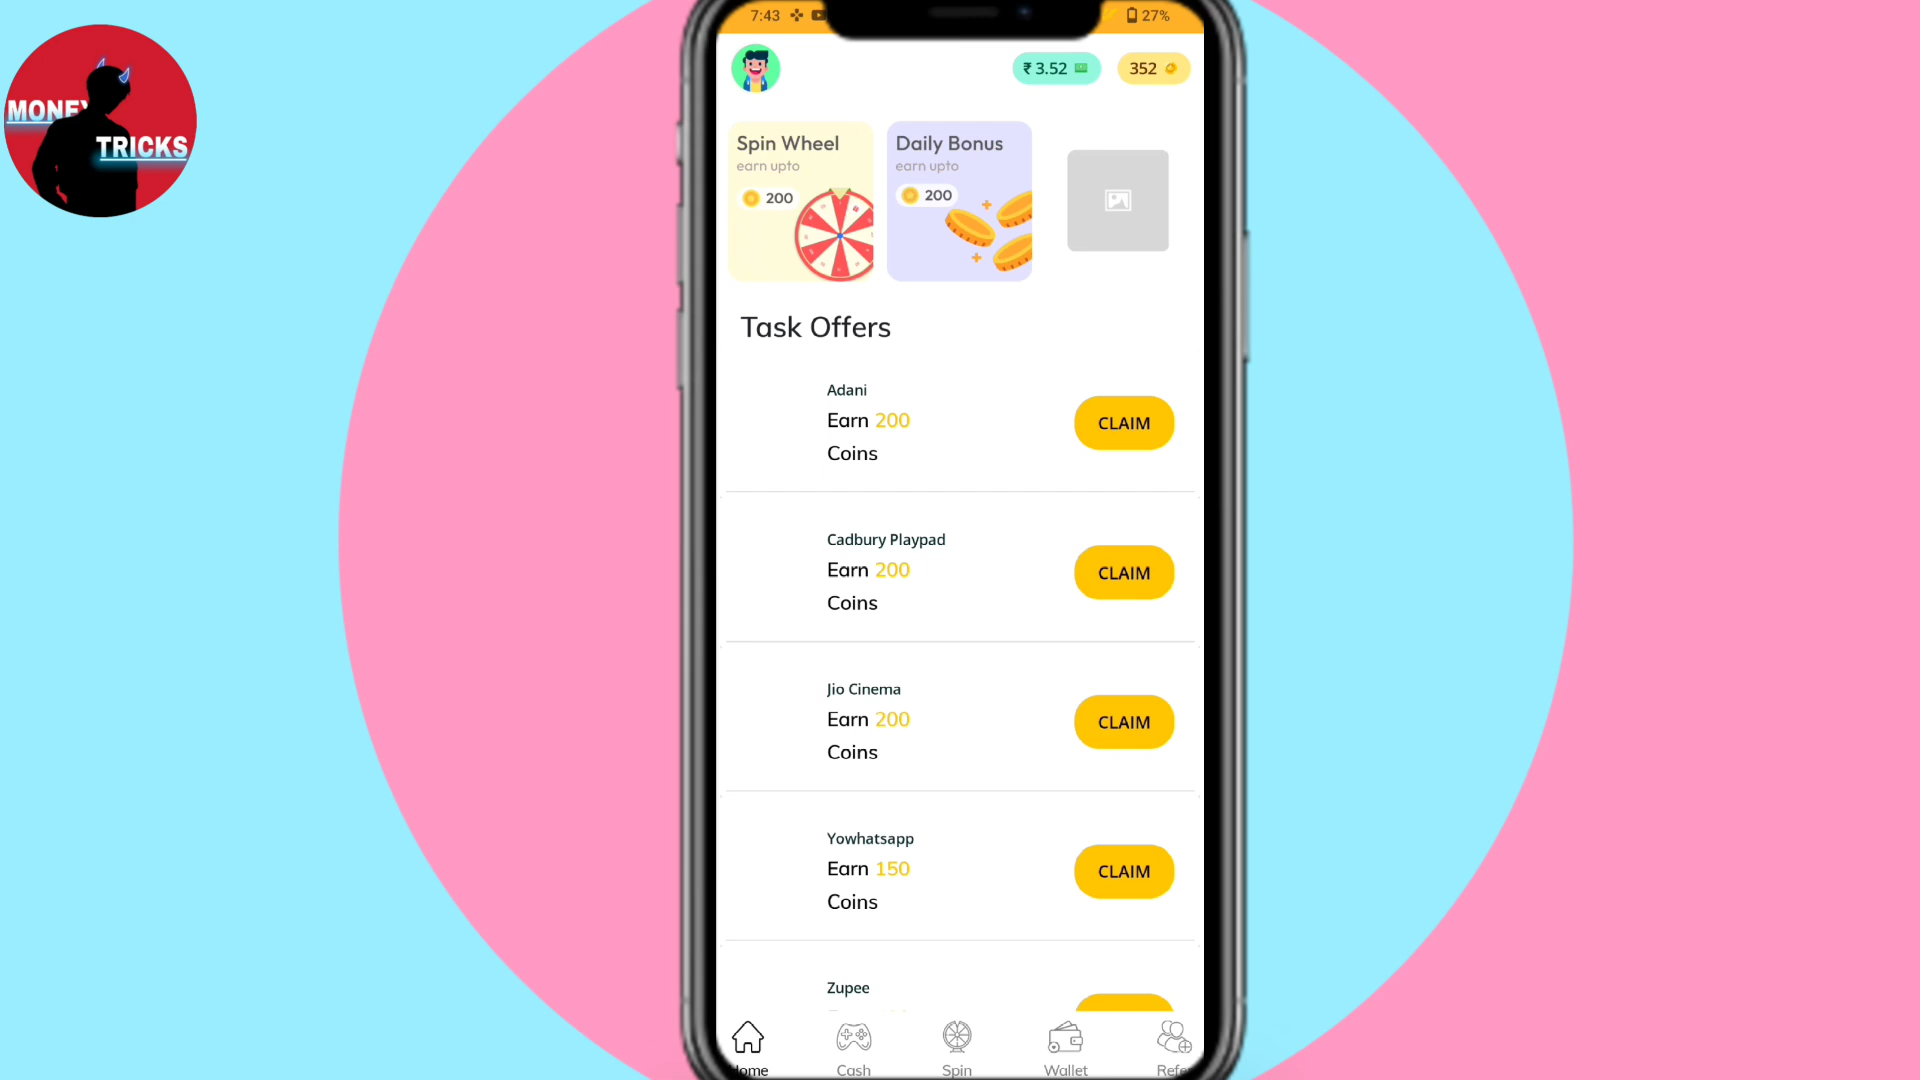 MONEY
TRICKS
7:43
27%
₹ 3.52
352
Spin Wheel
earn upto
200
Daily Bonus
earn upto
200
Task Offers
Adani
Earn 200
Coins
CLAIM
Cadbury Playpad
Earn 200
Coins
CLAIM
Jio Cinema
Earn 200
Coins
CLAIM
Yowhatsapp
Earn 150
Coins
CLAIM
Zupee
Home
Cash
Spin
Wallet
Refe